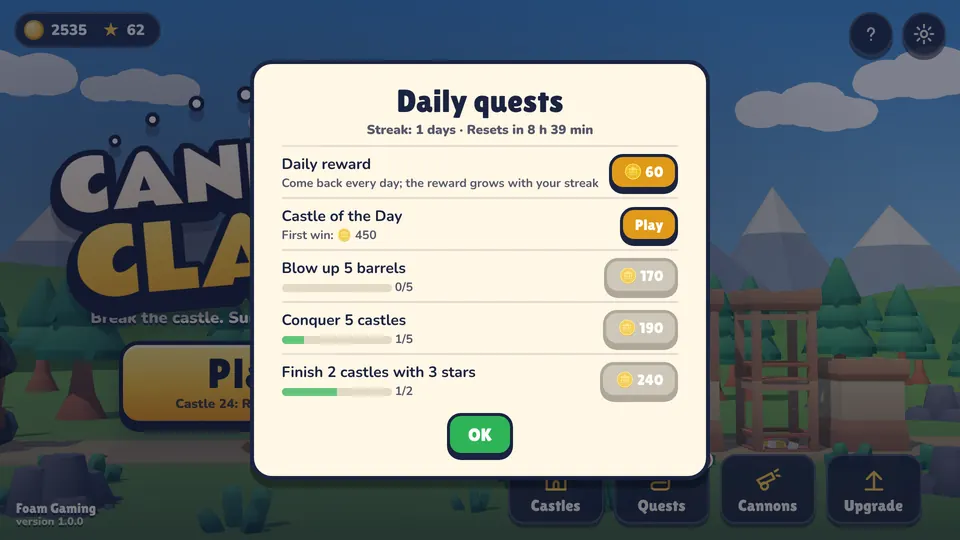 2535
62
?
Daily quests
Streak: 1 days · Resets in 8 h 39 min
Daily reward
Come back every day; the reward grows with your streak
60
Castle of the Day
First win: 450
Play
Blow up 5 barrels
0/5
170
Conquer 5 castles
1/5
190
Finish 2 castles with 3 stars
1/2
240
OK
Break the castle.
Castle 24:
Castles
Quests
Cannons
Upgrade
Foam Gaming
version 1.0.0